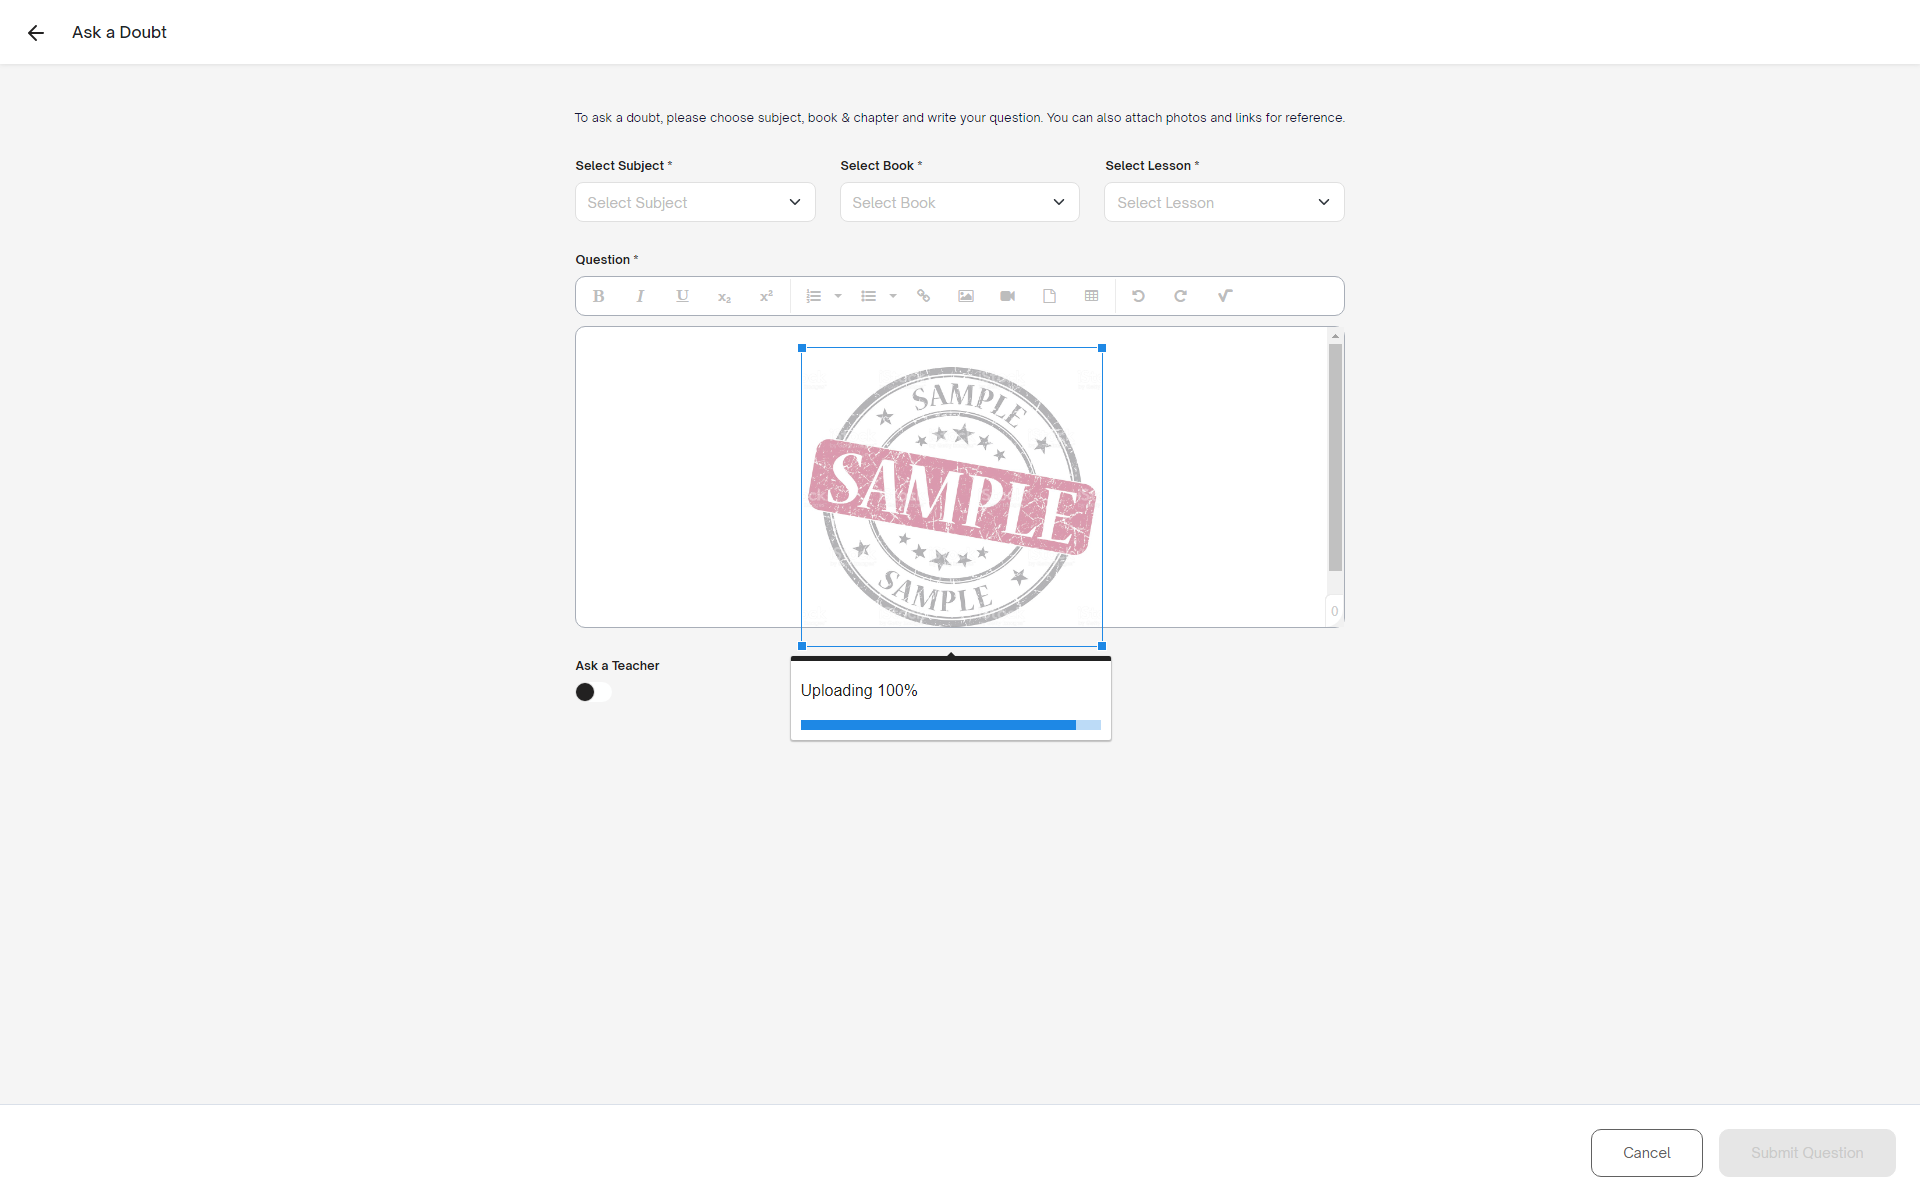 Ask a Doubt
To ask a doubt, please choose subject, book & chapter and write your question. You can also attach photos and links for reference.
Select Subject * Select Book * Select Lesson *
Select Subject Select Book Select Lesson
Question *
B I U x₂ x²
SAMPLE
SAMPLE
SAMPLE
0
Ask a Teacher
Uploading 100%
Cancel Submit Question